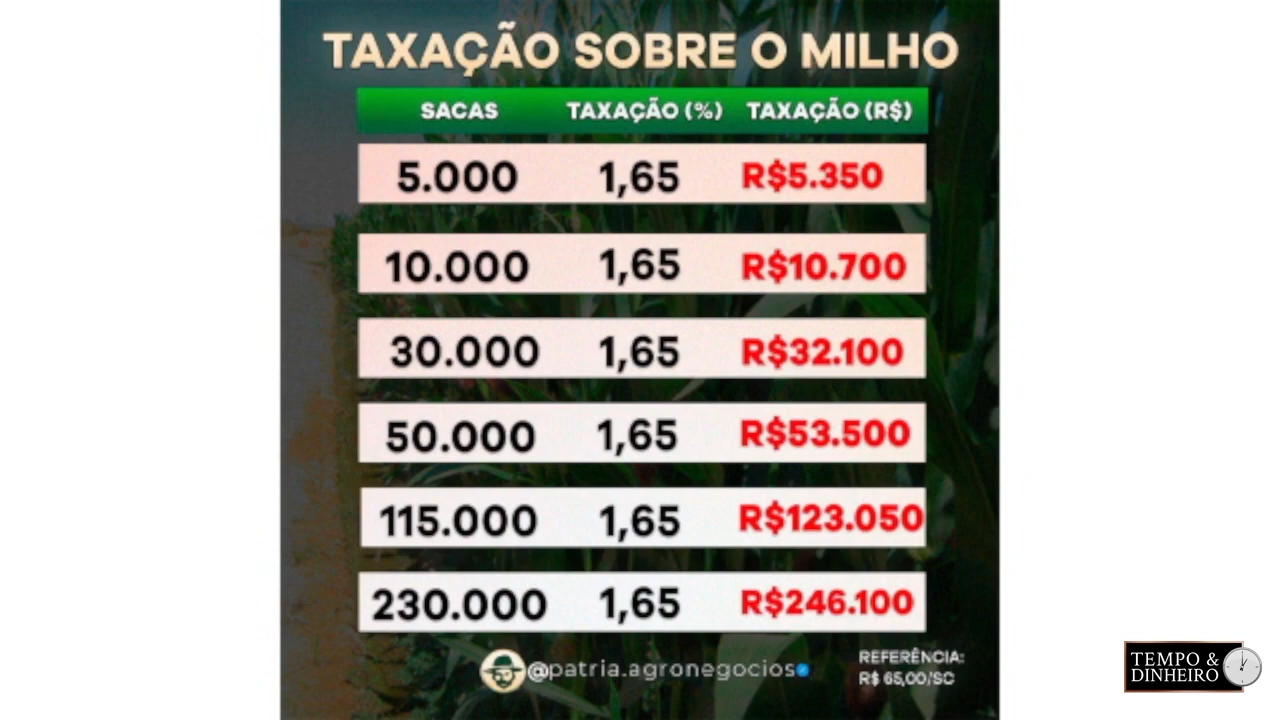 TAXAÇÃO SOBRE O MILHO
SACAS TAXAÇÃO (%) TAXAÇÃO (R$)
5.000 1,65 R$5.350
10.000 1,65 R$10.700
30.000 1,65 R$32.100
50.000 1,65 R$53.500
115.000 1,65 R$123.050
230.000 1,65 R$246.100
@patria.agronegocios
REFERÊNCIA:
R$ 65,00/SC
TEMPO &
DINHEIRO